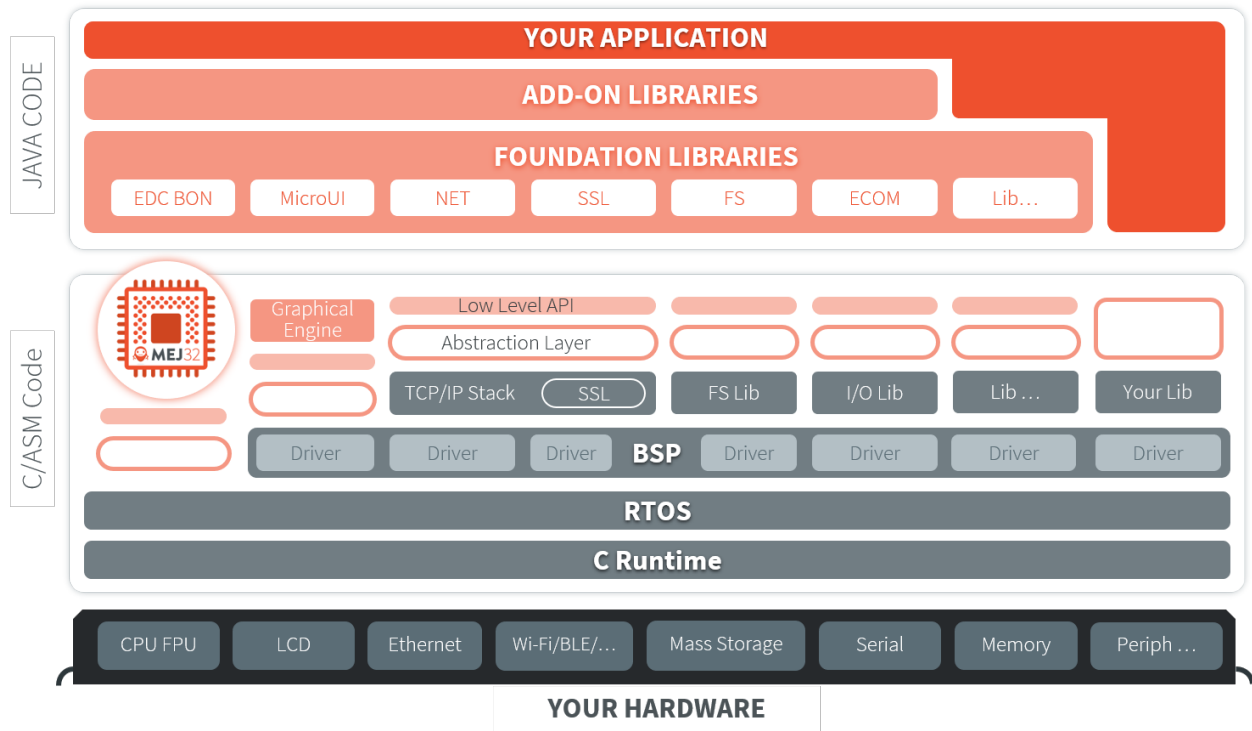 JAVA CODE
YOUR APPLICATION
ADD-ON LIBRARIES
FOUNDATION LIBRARIES
EDC BON
MicroUI
NET
SSL
FS
ECOM
Lib…
C/ASM Code
MEJ32
Graphical
Engine
Low Level API
Abstraction Layer
TCP/IP Stack
SSL
FS Lib
I/O Lib
Lib …
Your Lib
Driver
Driver
Driver
BSP
Driver
Driver
Driver
Driver
RTOS
C Runtime
CPU FPU
LCD
Ethernet
Wi-Fi/BLE/…
Mass Storage
Serial
Memory
Periph …
YOUR HARDWARE